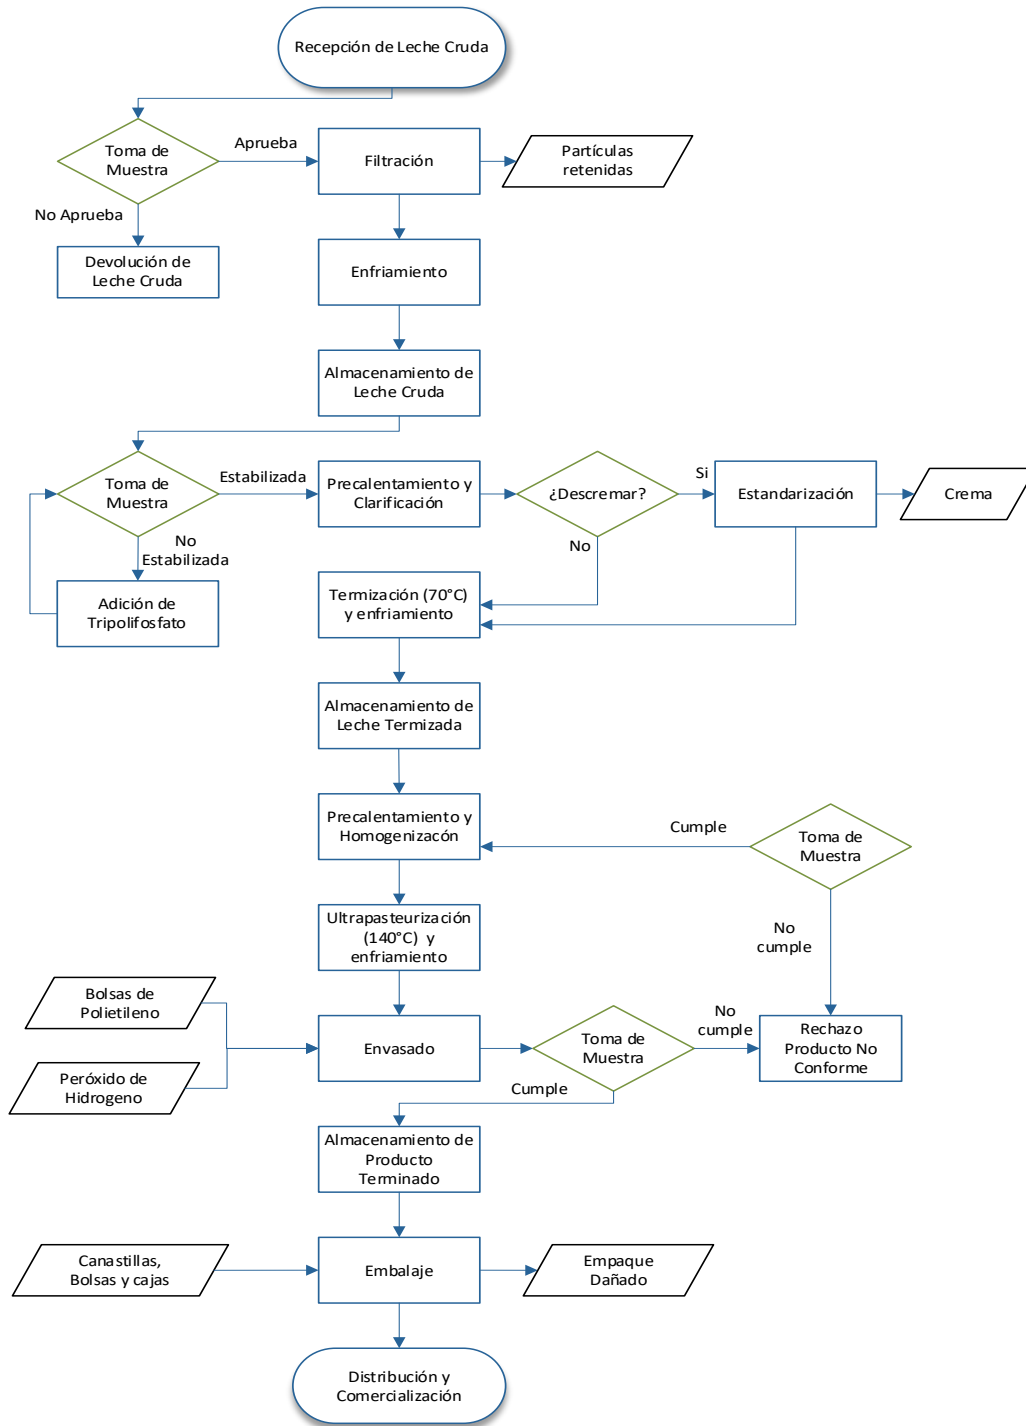 Recepción de Leche Cruda
Toma de
Muestra
Aprueba
Filtración
Partículas
retenidas
No Aprueba
Devolución de
Leche Cruda
Enfriamiento
Almacenamiento de
Leche Cruda
Toma de
Muestra
Estabilizada
Precalentamiento y
Clarificación
¿Descremar?
Si
Estandarización
Crema
No
Estabilizada
No
Adición de
Tripolifosfato
Termización (70°C)
y enfriamiento
Almacenamiento de
Leche Termizada
Precalentamiento y
Homogenizacón
Cumple
Toma de
Muestra
No
cumple
Ultrapasteurización
(140°C) y
enfriamiento
Bolsas de
Polietileno
Peróxido de
Hidrogeno
Envasado
Toma de
Muestra
No
cumple
Rechazo
Producto No
Conforme
Cumple
Almacenamiento de
Producto
Terminado
Canastillas,
Bolsas y cajas
Embalaje
Empaque
Dañado
Distribución y
Comercialización